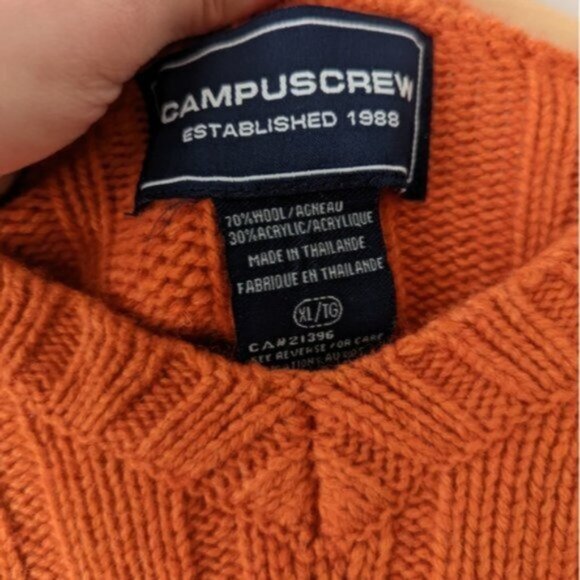 CAMPUSCREW
ESTABLISHED 1988
70%WOOL/AGNEAU
30%ACRYLIC/ACRYLIQUE
MADE IN THAILANDE
FABRIQUE EN THAILANDE
XL/TG
CA#21396
SEE REVERSE FOR CARE